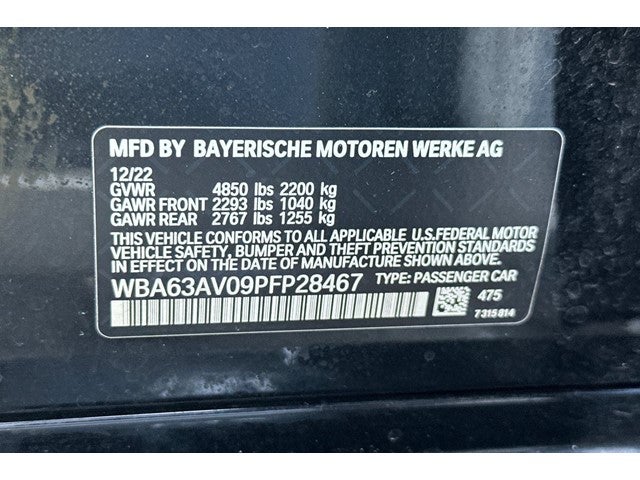 MFD BY BAYERISCHE MOTOREN WERKE AG
12/22
GVWR 4850 lbs 2200 kg
GAWR FRONT 2293 lbs 1040 kg
GAWR REAR 2767 lbs 1255 kg
THIS VEHICLE CONFORMS TO ALL APPLICABLE U.S.FEDERAL MOTOR
VEHICLE SAFETY, BUMPER AND THEFT PREVENTION STANDARDS
IN EFFECT ON THE DATE OF MANUFACTURE SHOWN ABOVE.
WBA63AV09PFP28467 TYPE: PASSENGER CAR
475
7315814